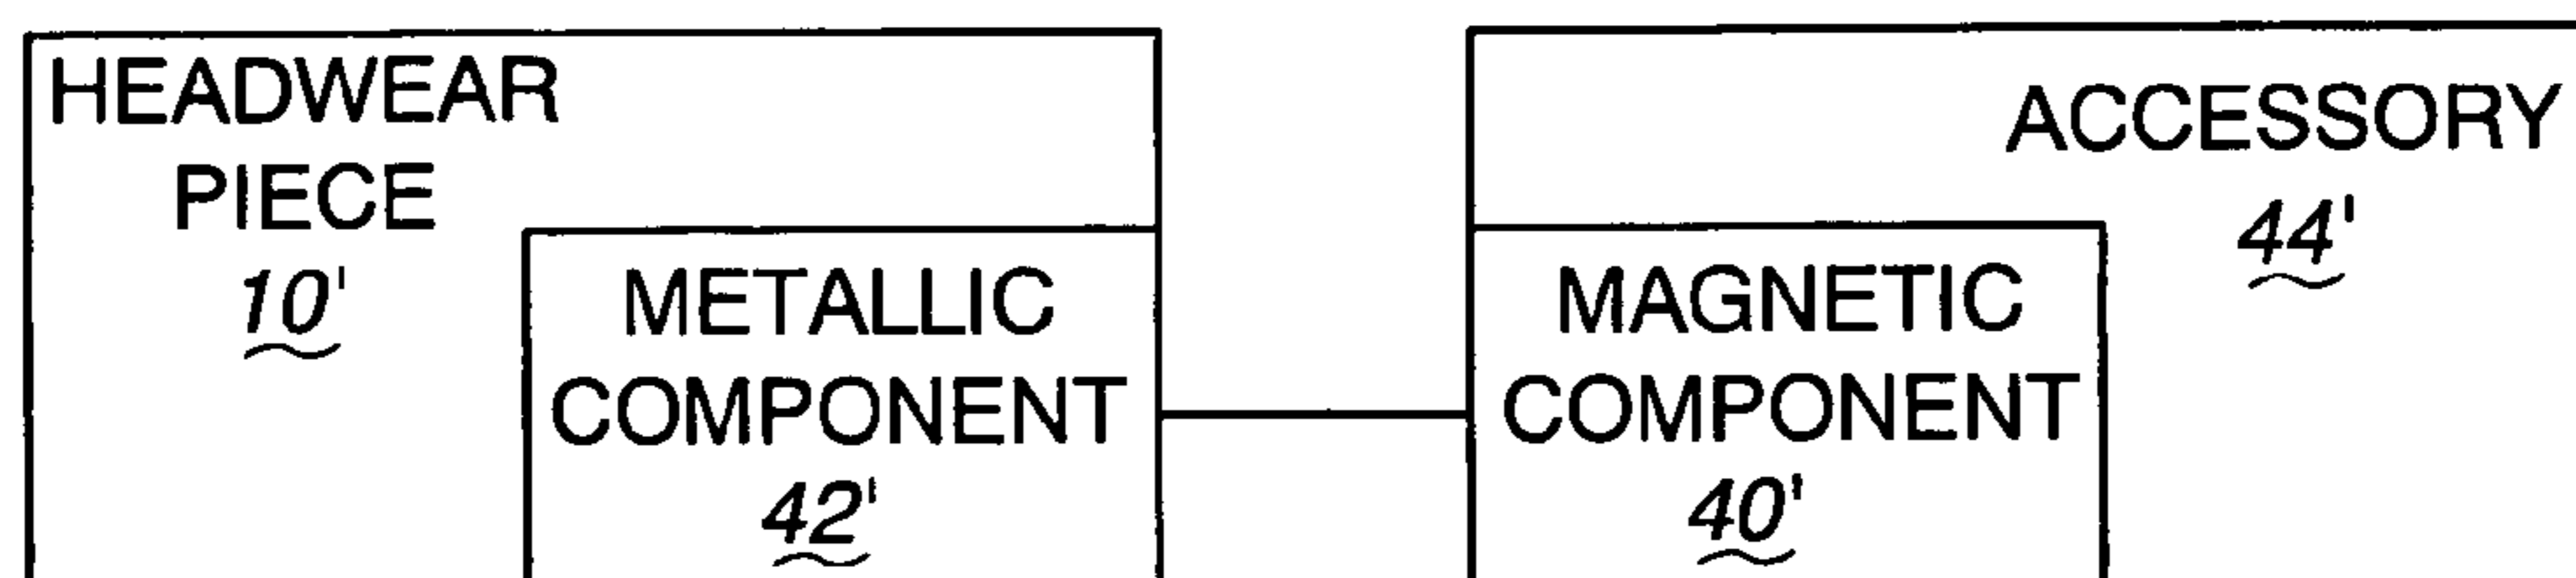 HEADWEAR
PIECE
10'
METALLIC
COMPONENT
42'
MAGNETIC
COMPONENT
40'
ACCESSORY
44'